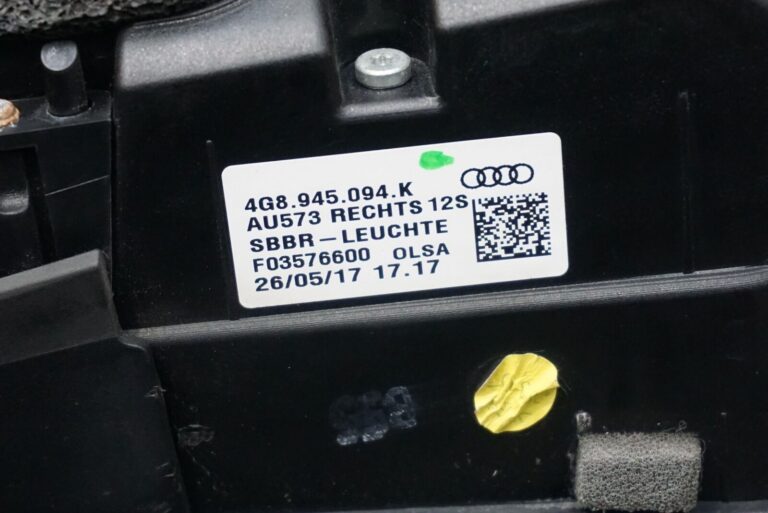 4G8.945.094.K
AU573 RECHTS 12S
SBBR – LEUCHTE
F03576600 OLSA
26/05/17 17.17